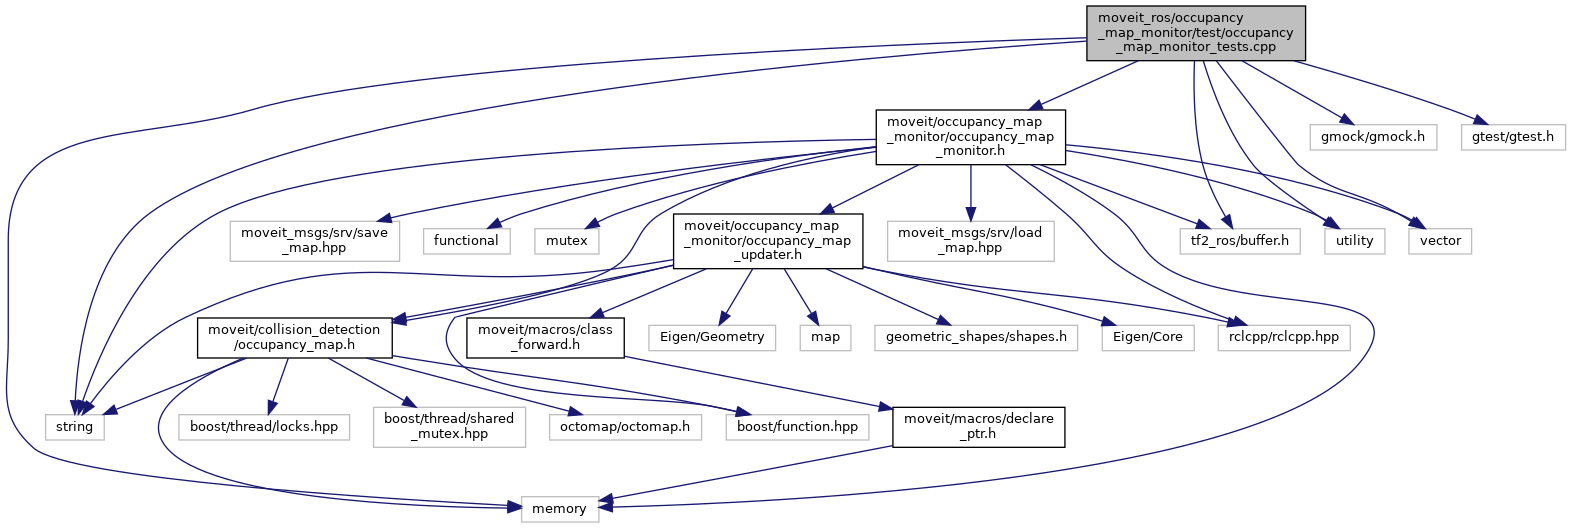 moveit_ros/occupancy
_map_monitor/test/occupancy
_map_monitor_tests.cpp
moveit/occupancy_map
_monitor/occupancy_map
_monitor.h
gmock/gmock.h
gtest/gtest.h
moveit_msgs/srv/save
_map.hpp
functional
mutex
moveit/occupancy_map
_monitor/occupancy_map
_updater.h
moveit_msgs/srv/load
_map.hpp
tf2_ros/buffer.h
utility
vector
moveit/collision_detection
/occupancy_map.h
moveit/macros/class
_forward.h
Eigen/Geometry
map
geometric_shapes/shapes.h
Eigen/Core
rclcpp/rclcpp.hpp
string
boost/thread/locks.hpp
boost/thread/shared
_mutex.hpp
octomap/octomap.h
boost/function.hpp
moveit/macros/declare
_ptr.h
memory